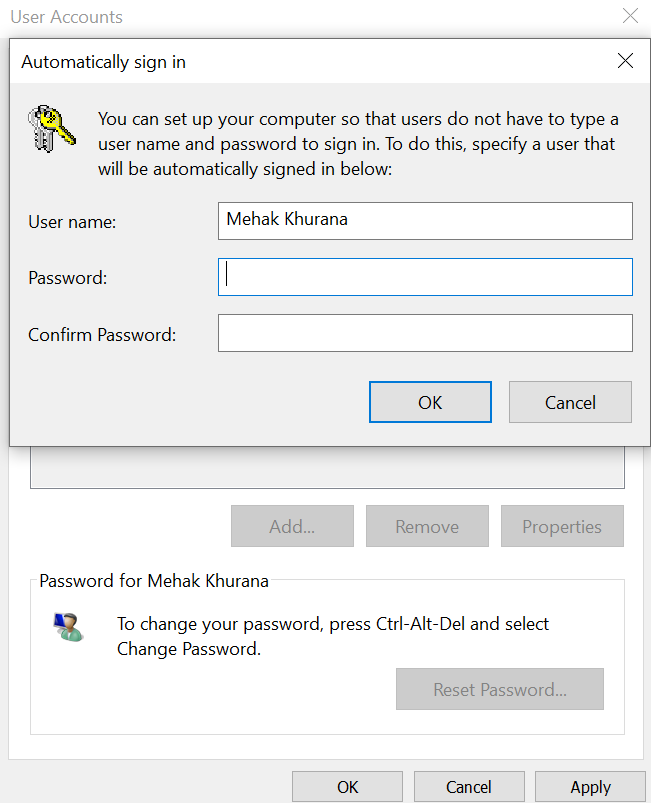 User Accounts
Automatically sign in
You can set up your computer so that users do not have to type a
user name and password to sign in. To do this, specify a user that
will be automatically signed in below:
User name:
Mehak Khurana
Password:
Confirm Password:
OK
Cancel
Add...
Remove
Properties
Password for Mehak Khurana
To change your password, press Ctrl-Alt-Del and select
Change Password.
Reset Password...
OK
Cancel
Apply